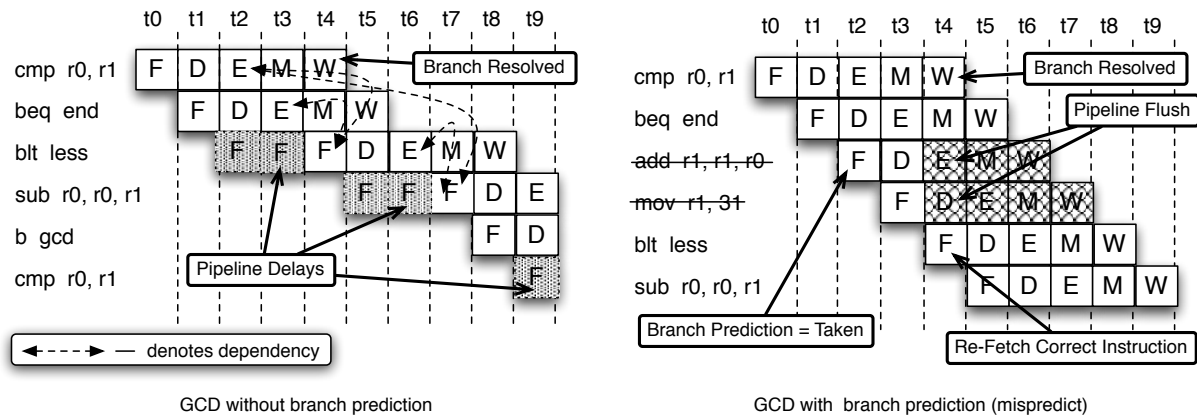 t0 t1 t2 t3 t4 t5 t6 t7 t8 t9
cmp r0, r1 F D E M W
Branch Resolved
beq end F D E M W
blt less F F F D E M W
sub r0, r0, r1 F F F D E
b gcd F D
Pipeline Delays
cmp r0, r1 F
— denotes dependency
GCD without branch prediction
t0 t1 t2 t3 t4 t5 t6 t7 t8 t9
cmp r0, r1 F D E M W
Branch Resolved
Pipeline Flush
beq end F D E M W
add r1, r1, r0 F D E M W
mov r1, 31 F D E M W
blt less F D E M W
sub r0, r0, r1 F D E M W
Branch Prediction = Taken
Re-Fetch Correct Instruction
GCD with branch prediction (mispredict)